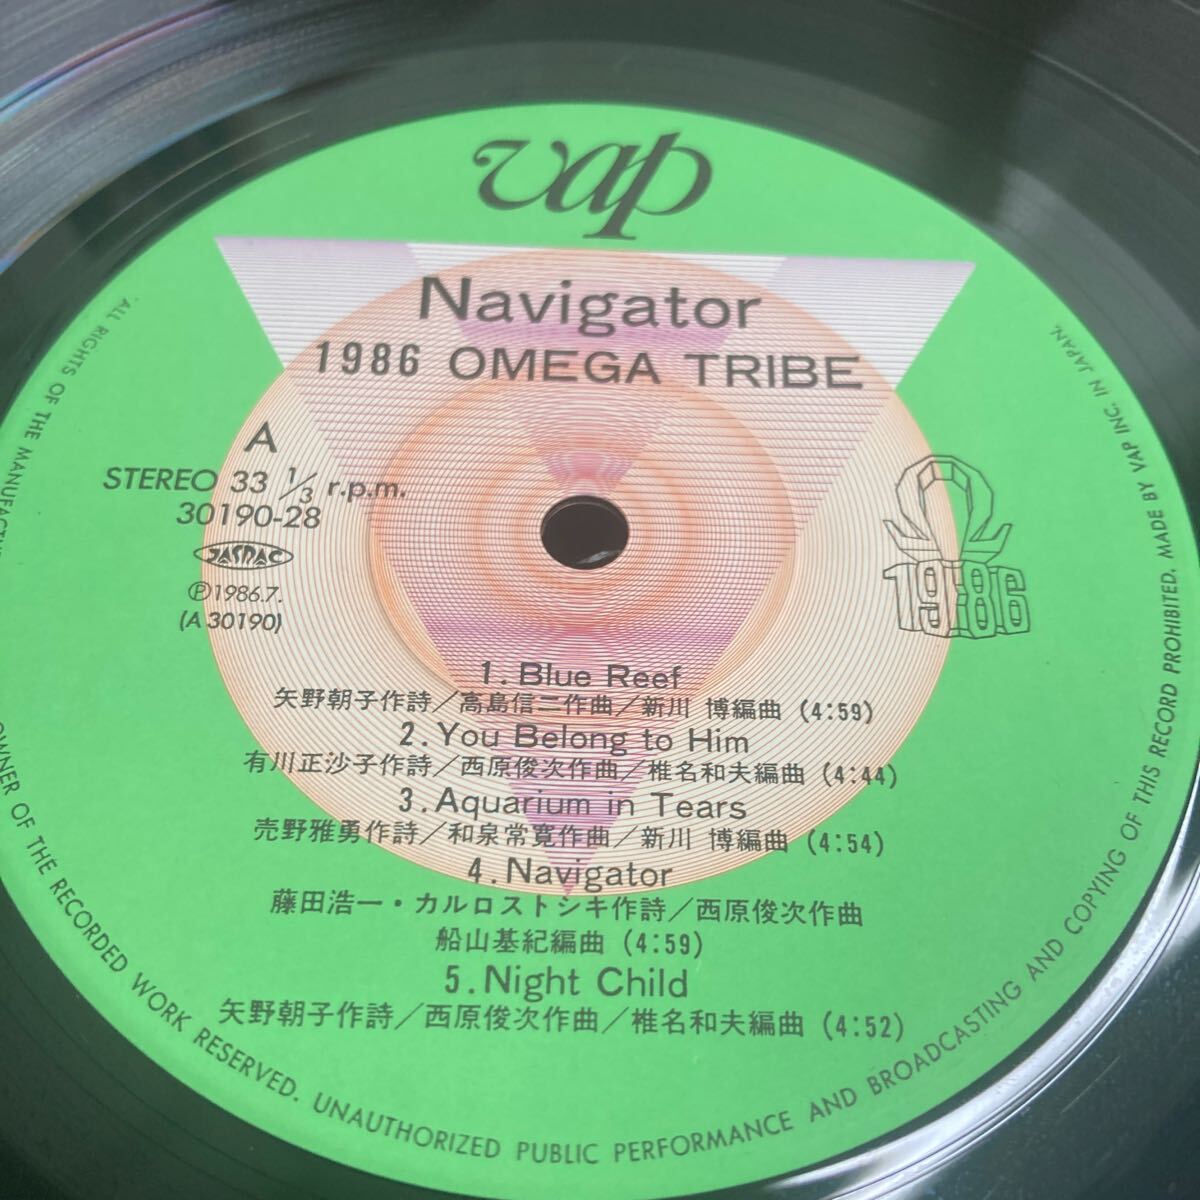 vap
Navigator
1986 OMEGA TRIBE
A
STEREO 33 1/3 r.p.m.
30190-28
JASRAC
Ⓟ1986.7.
(A 30190)
Ω
1986
1. Blue Reef
矢野朝子作詩／高島信二作曲／新川 博編曲 (4:59)
2. You Belong to Him
有川正沙子作詩／西原俊次作曲／椎名和夫編曲 (4:44)
3. Aquarium in Tears
売野雅勇作詩／和泉常寛作曲／新川 博編曲 (4:54)
4. Navigator
藤田浩一・カルロストシキ作詩／西原俊次作曲
船山基紀編曲 (4:59)
5. Night Child
矢野朝子作詩／西原俊次作曲／椎名和夫編曲 (4:52)
ALL RIGHTS OF THE OWNER OF THE RECORDED WORK RESERVED. UNAUTHORIZED PUBLIC PERFORMANCE AND BROADCASTING AND COPYING OF THIS RECORD PROHIBITED. MADE BY VAP INC. IN JAPAN.